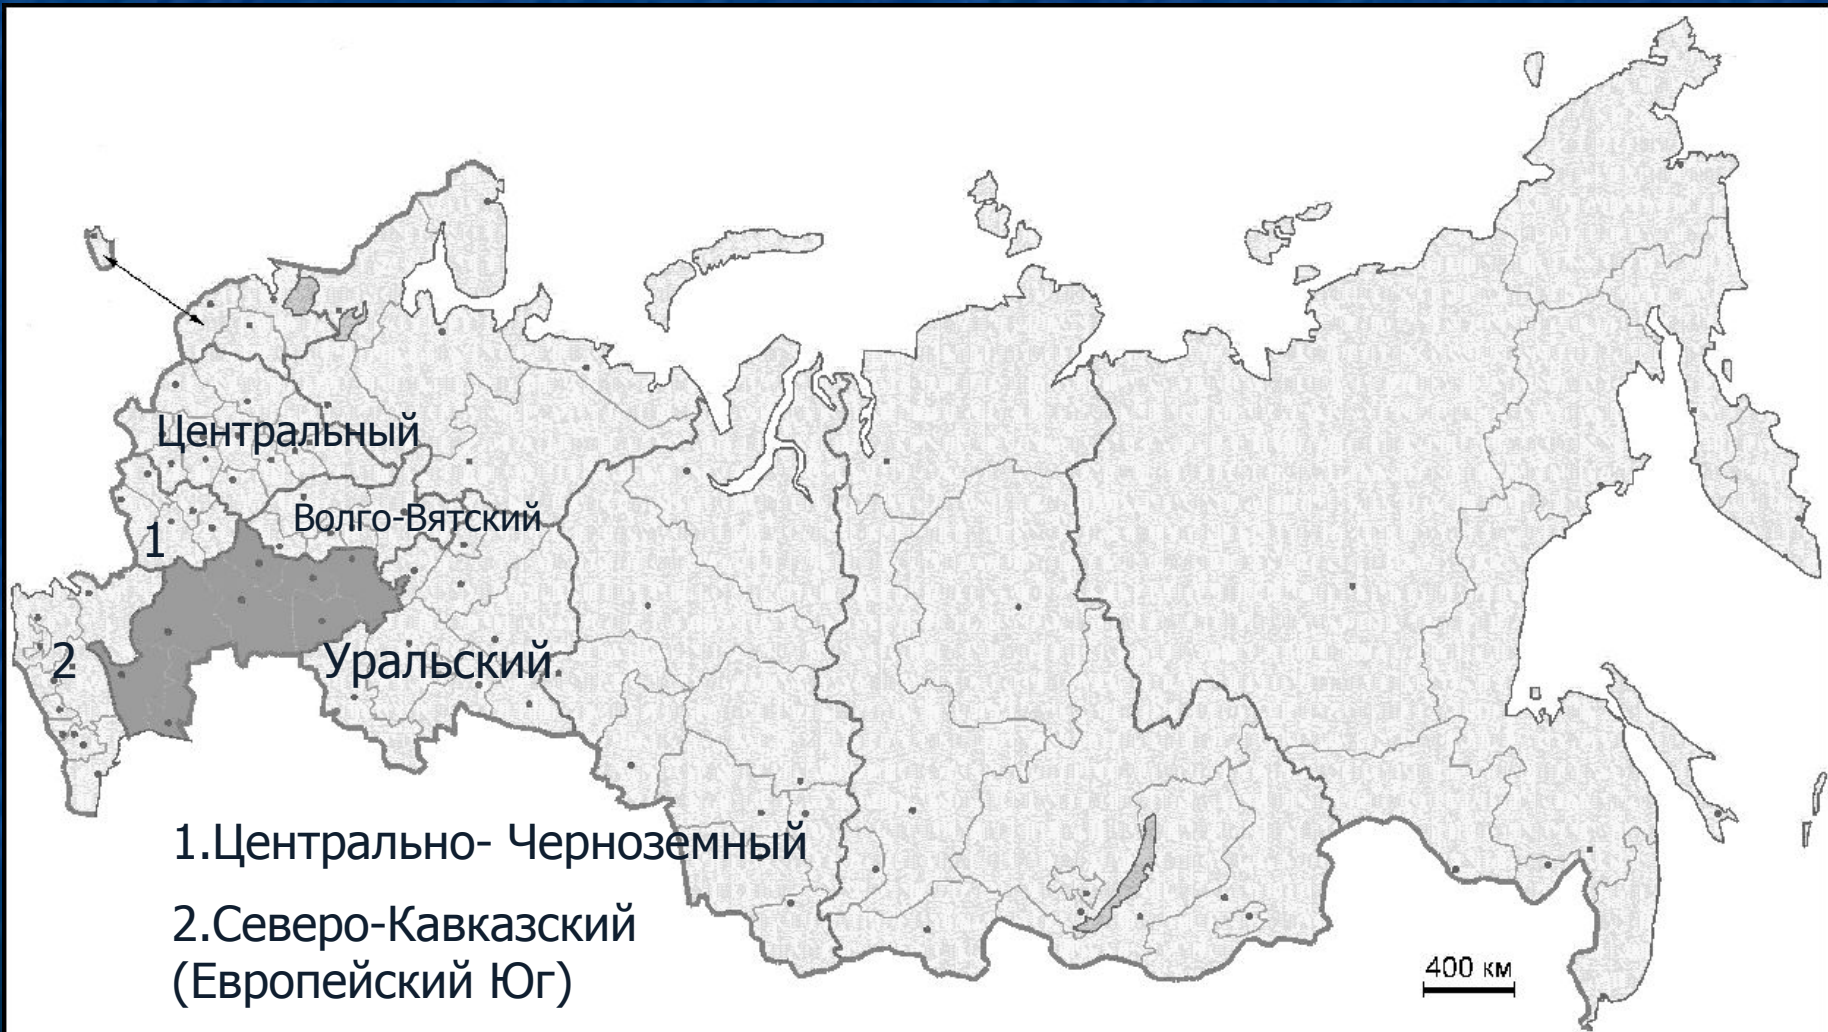 Центральный
Волго-Вятский
1
2
Уральский
1.Центрально- Черноземный
2.Северо-Кавказский
(Европейский Юг)
400 км